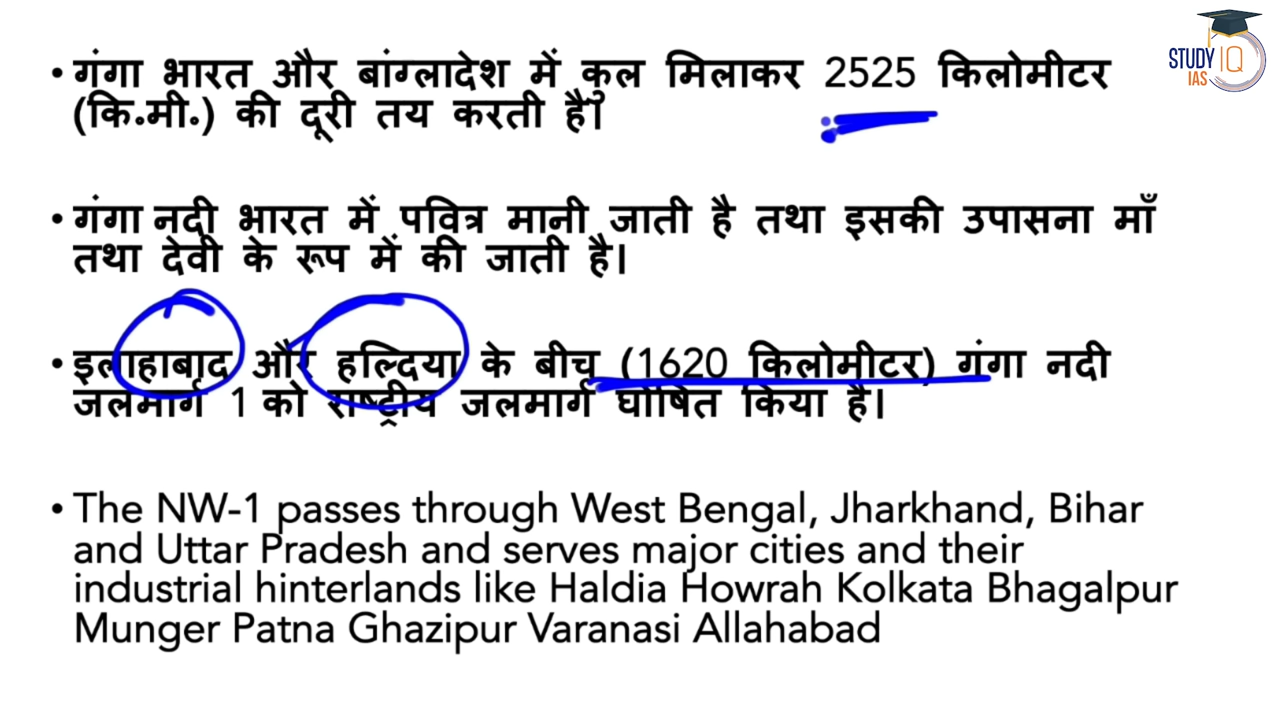 STUDY IQ
IAS
• गंगा भारत और बांग्लादेश में कुल मिलाकर 2525 किलोमीटर
(कि.मी.) की दूरी तय करती है।
• गंगा नदी भारत में पवित्र मानी जाती है तथा इसकी उपासना माँ
तथा देवी के रूप में की जाती है।
• इलाहाबाद और हल्दिया के बीच (1620 किलोमीटर) गंगा नदी
जलमार्ग 1 को राष्ट्रीय जलमार्ग घोषित किया है।
• The NW-1 passes through West Bengal, Jharkhand, Bihar
and Uttar Pradesh and serves major cities and their
industrial hinterlands like Haldia Howrah Kolkata Bhagalpur
Munger Patna Ghazipur Varanasi Allahabad